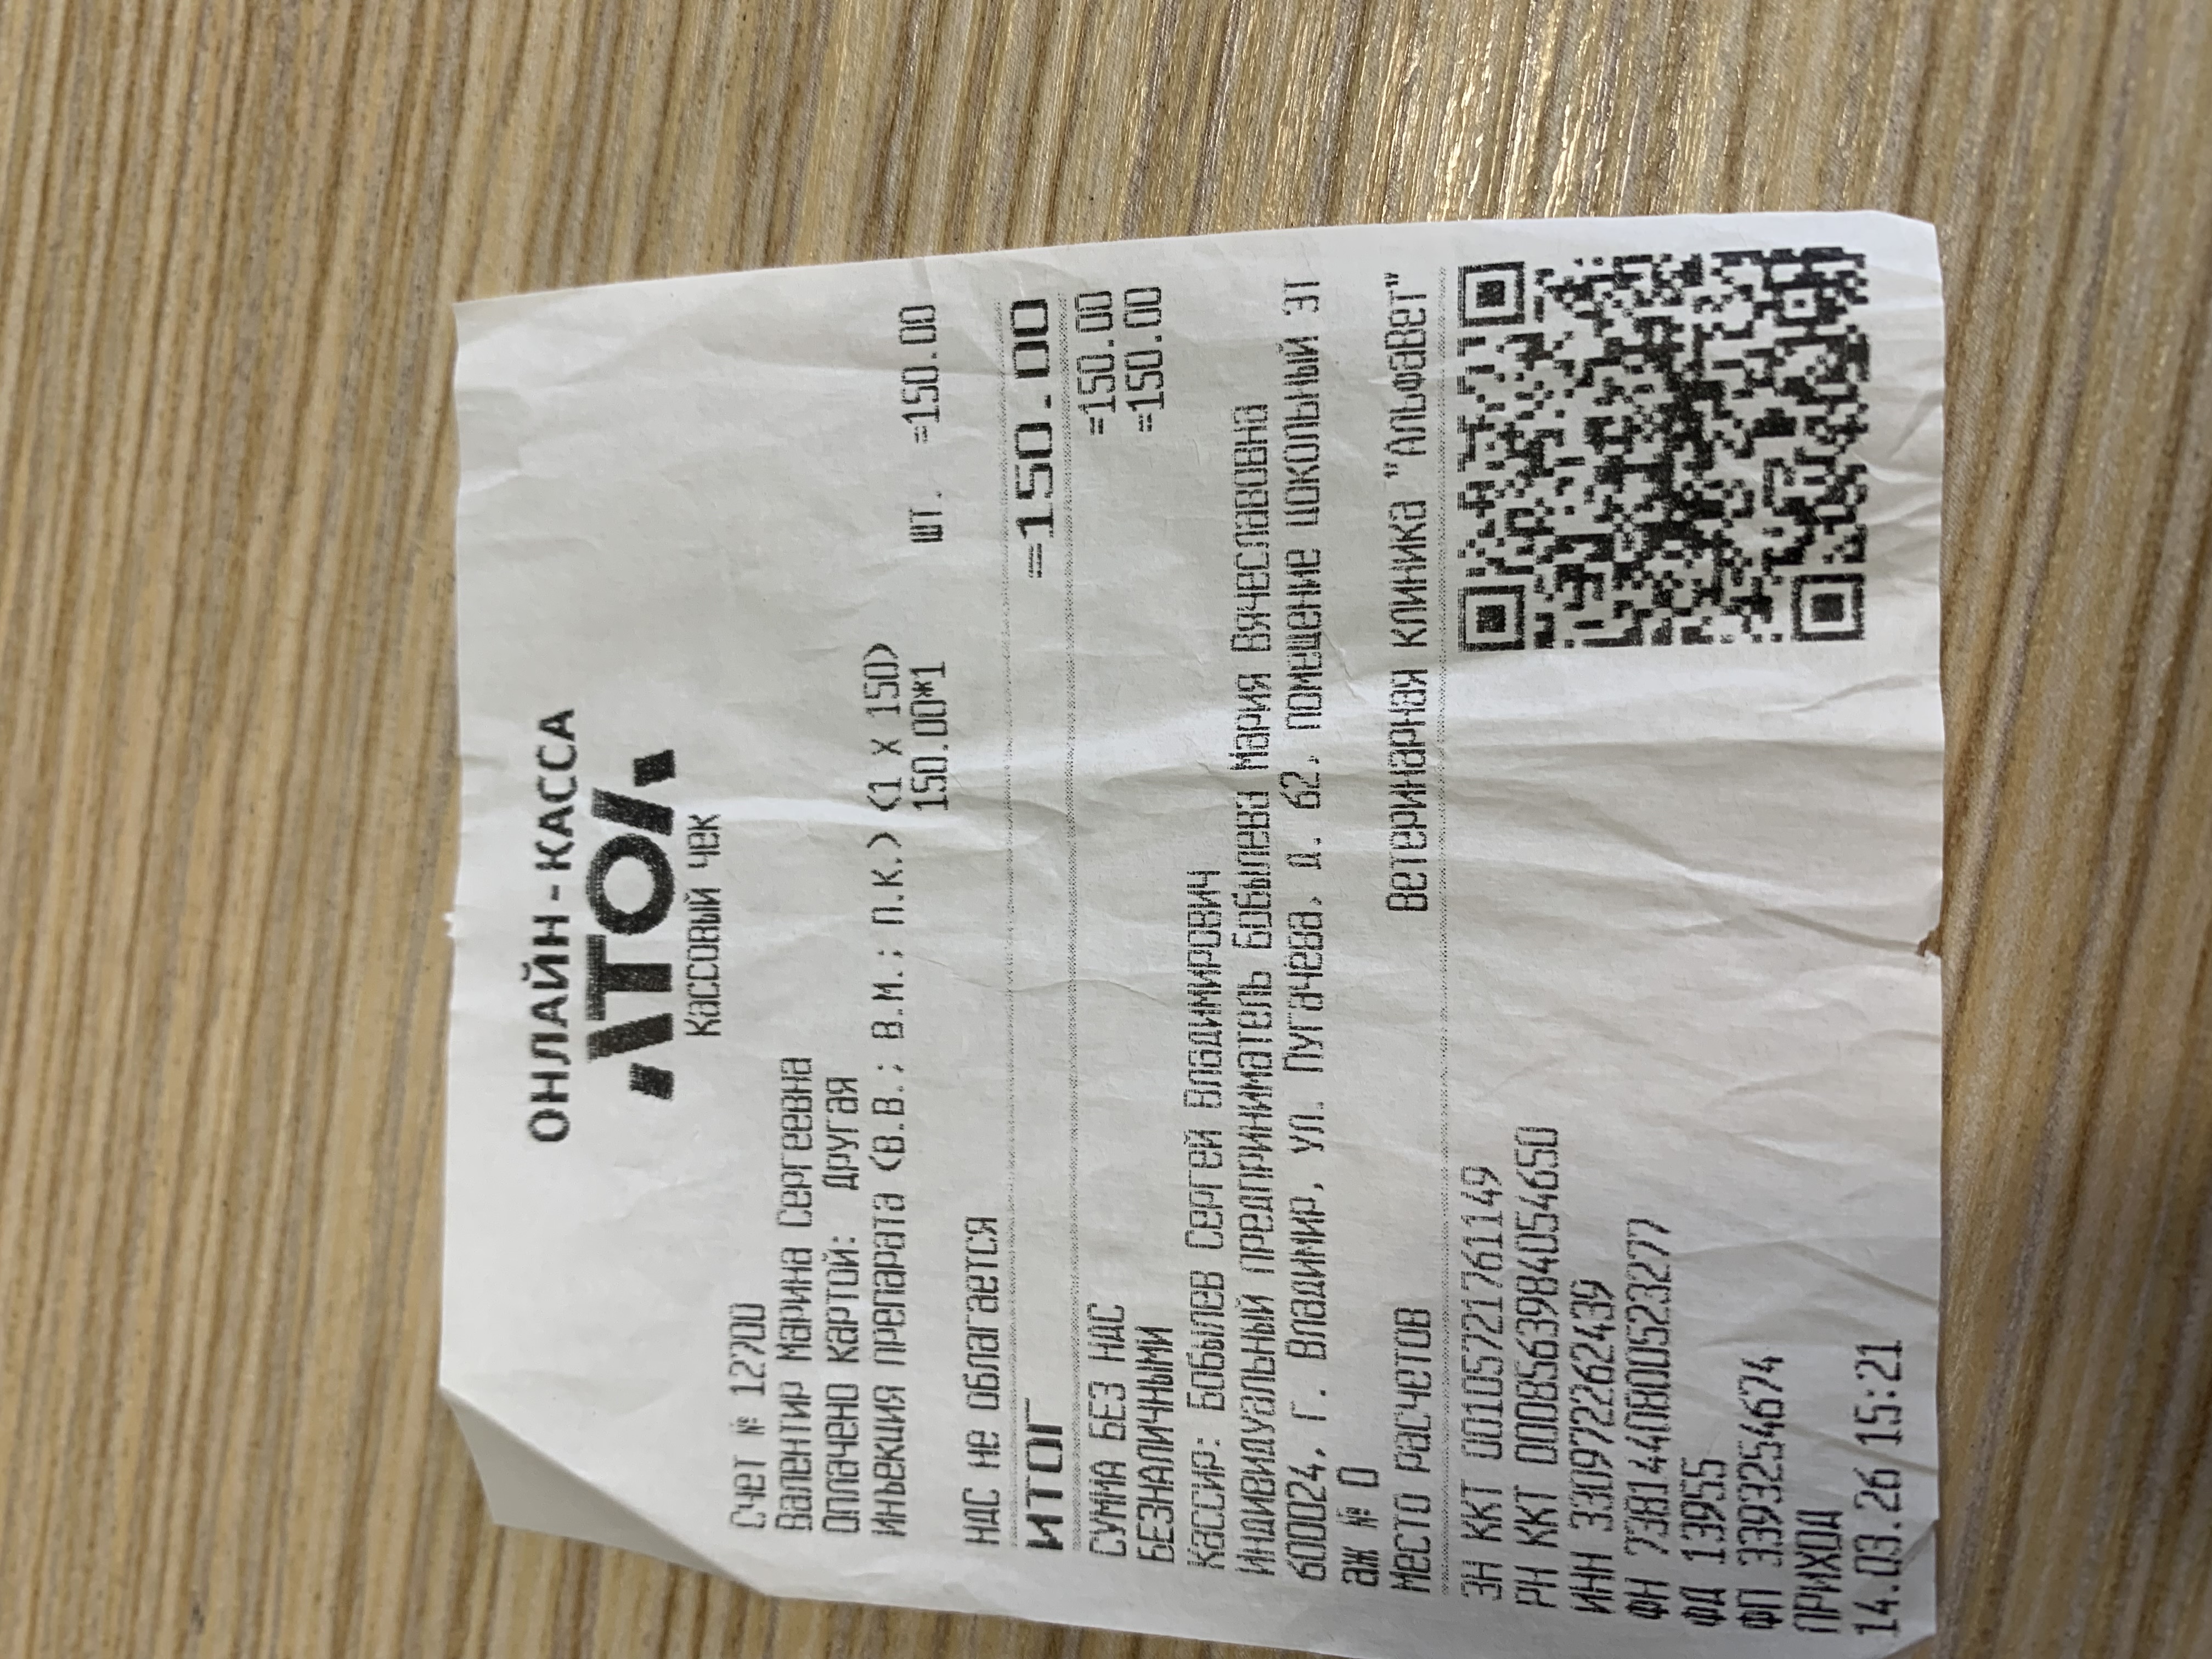 ОНЛАЙН-КАССА
АТОЛ
Кассовый чек
Счет № 12700
Валентир Марина Сергеевна
Оплачено картой: Другая
Инъекция препарата (В.В.; В.М.; П.К.) (1 x 150)
150.00*1 шт. =150.00
НДС не облагается
ИТОГ =150.00
СУММА БЕЗ НДС =150.00
БЕЗНАЛИЧНЫМИ =150.00
Кассир: Бобылев Сергей Владимирович
Индивидуальный предприниматель Бобылева Мария Вячеславовна
600024, г. Владимир, ул. Пугачёва, д. 62, помещение цокольный эт
аж № 0
Место расчетов Ветеринарная клиника "АльфаВет"
ЗН ККТ 00105721761149
РН ККТ 0008563984054650
ИНН 330972262439
ФН 7381440800523277
ФД 13955
ФП 3393254674
ПРИХОД
14.03.26 15:21